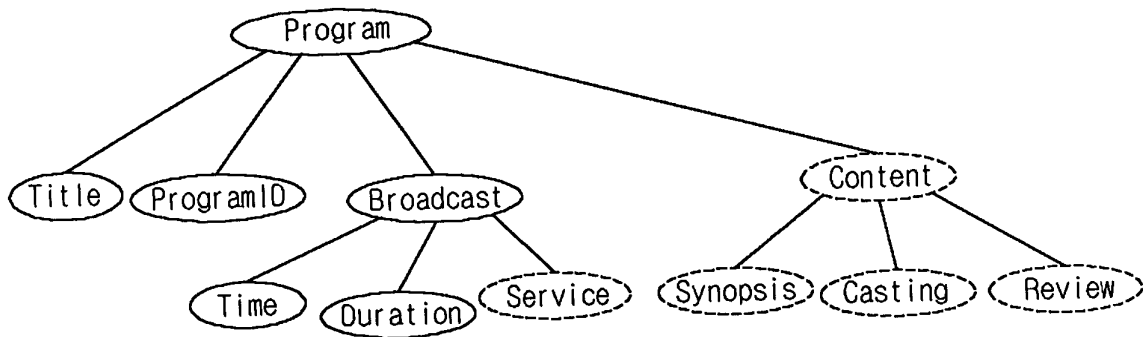 Program
Title
ProgramID
Broadcast
Content
Time
Duration
Service
Synopsis
Casting
Review